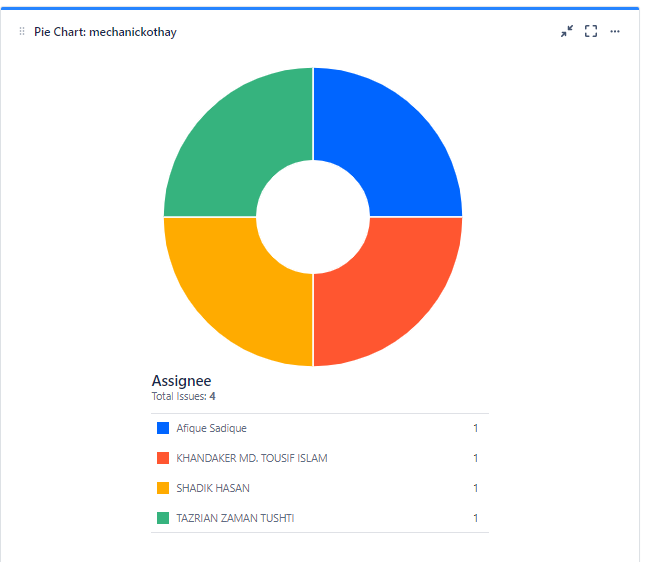 Pie Chart: mechanickothay
Assignee
Total Issues: 4
Afique Sadique 1
KHANDAKER MD. TOUSIF ISLAM 1
SHADIK HASAN 1
TAZRIAN ZAMAN TUSHTI 1